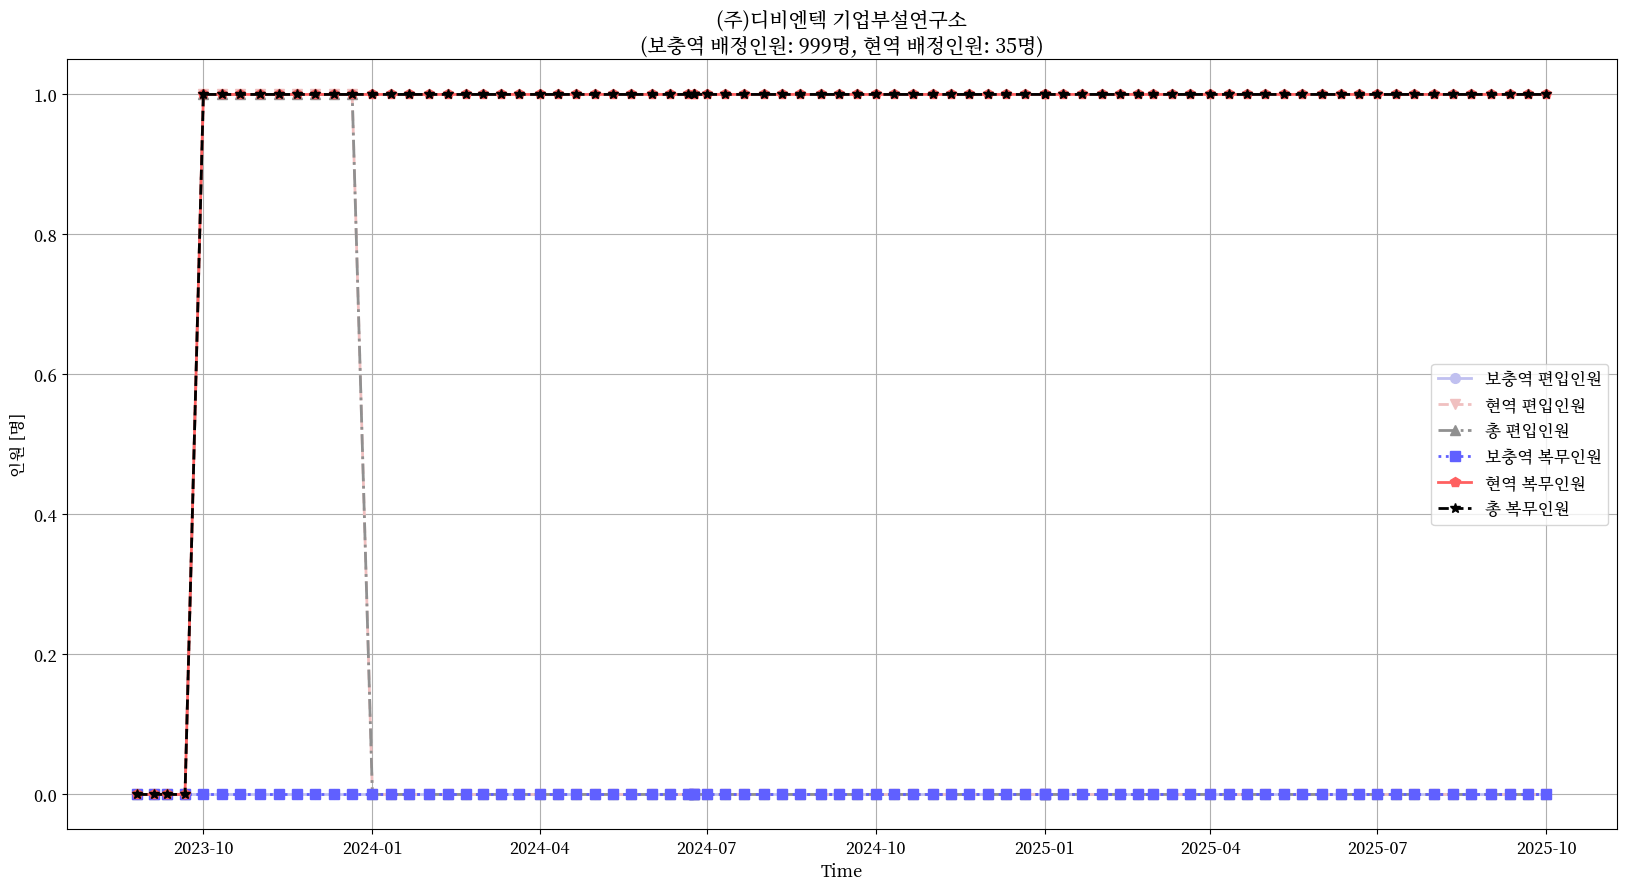 (주)디비엔텍 기업부설연구소
(보충역 배정인원: 999명, 현역 배정인원: 35명)
1.0
0.8
0.6
0.4
0.2
0.0
인원 [명]
보충역 편입인원
현역 편입인원
총 편입인원
보충역 복무인원
현역 복무인원
총 복무인원
2023-10
2024-01
2024-04
2024-07
2024-10
2025-01
2025-04
2025-07
2025-10
Time